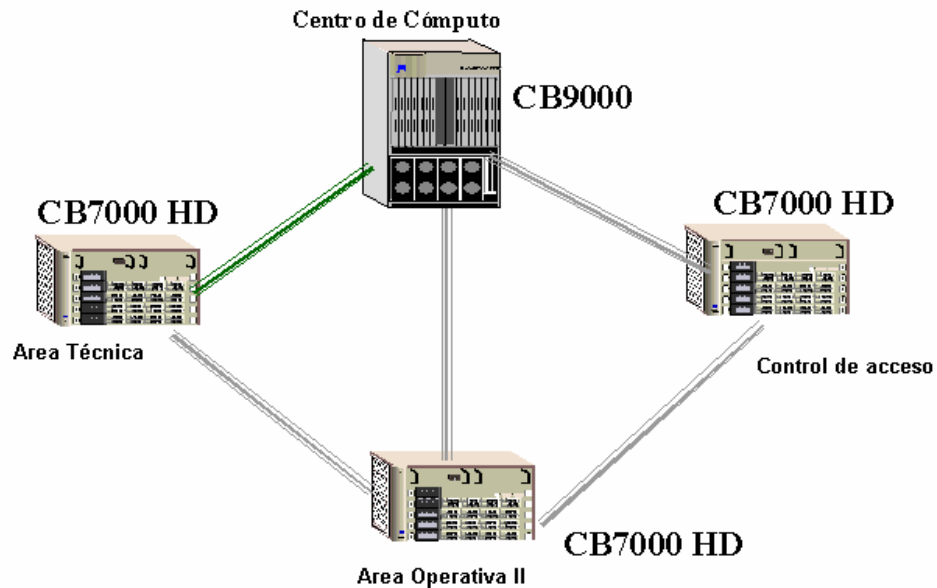 Centro de Cómputo
CB9000
CB7000 HD
CB7000 HD
Area Técnica
Control de acceso
CB7000 HD
Area Operativa II